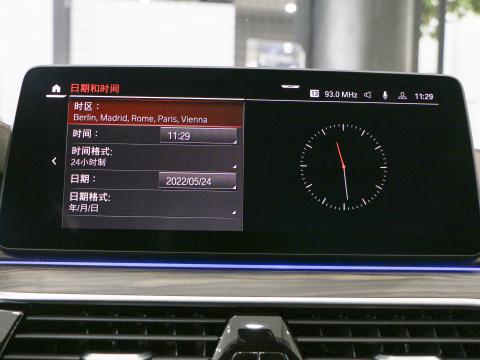 日期和时间
13 93.0 MHz 11:29
时区：
Berlin, Madrid, Rome, Paris, Vienna
时间： 11:29
时间格式:
24小时制
日期： 2022/05/24
日期格式:
年/月/日